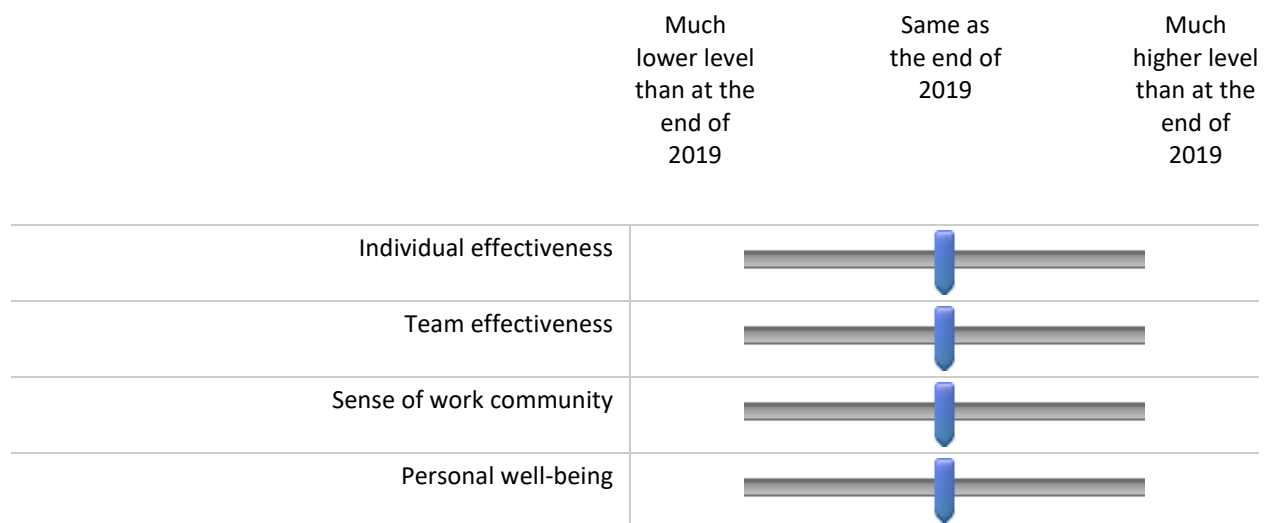 Much
lower level
than at the
end of
2019
Same as
the end of
2019
Much
higher level
than at the
end of
2019
Individual effectiveness
Team effectiveness
Sense of work community
Personal well-being